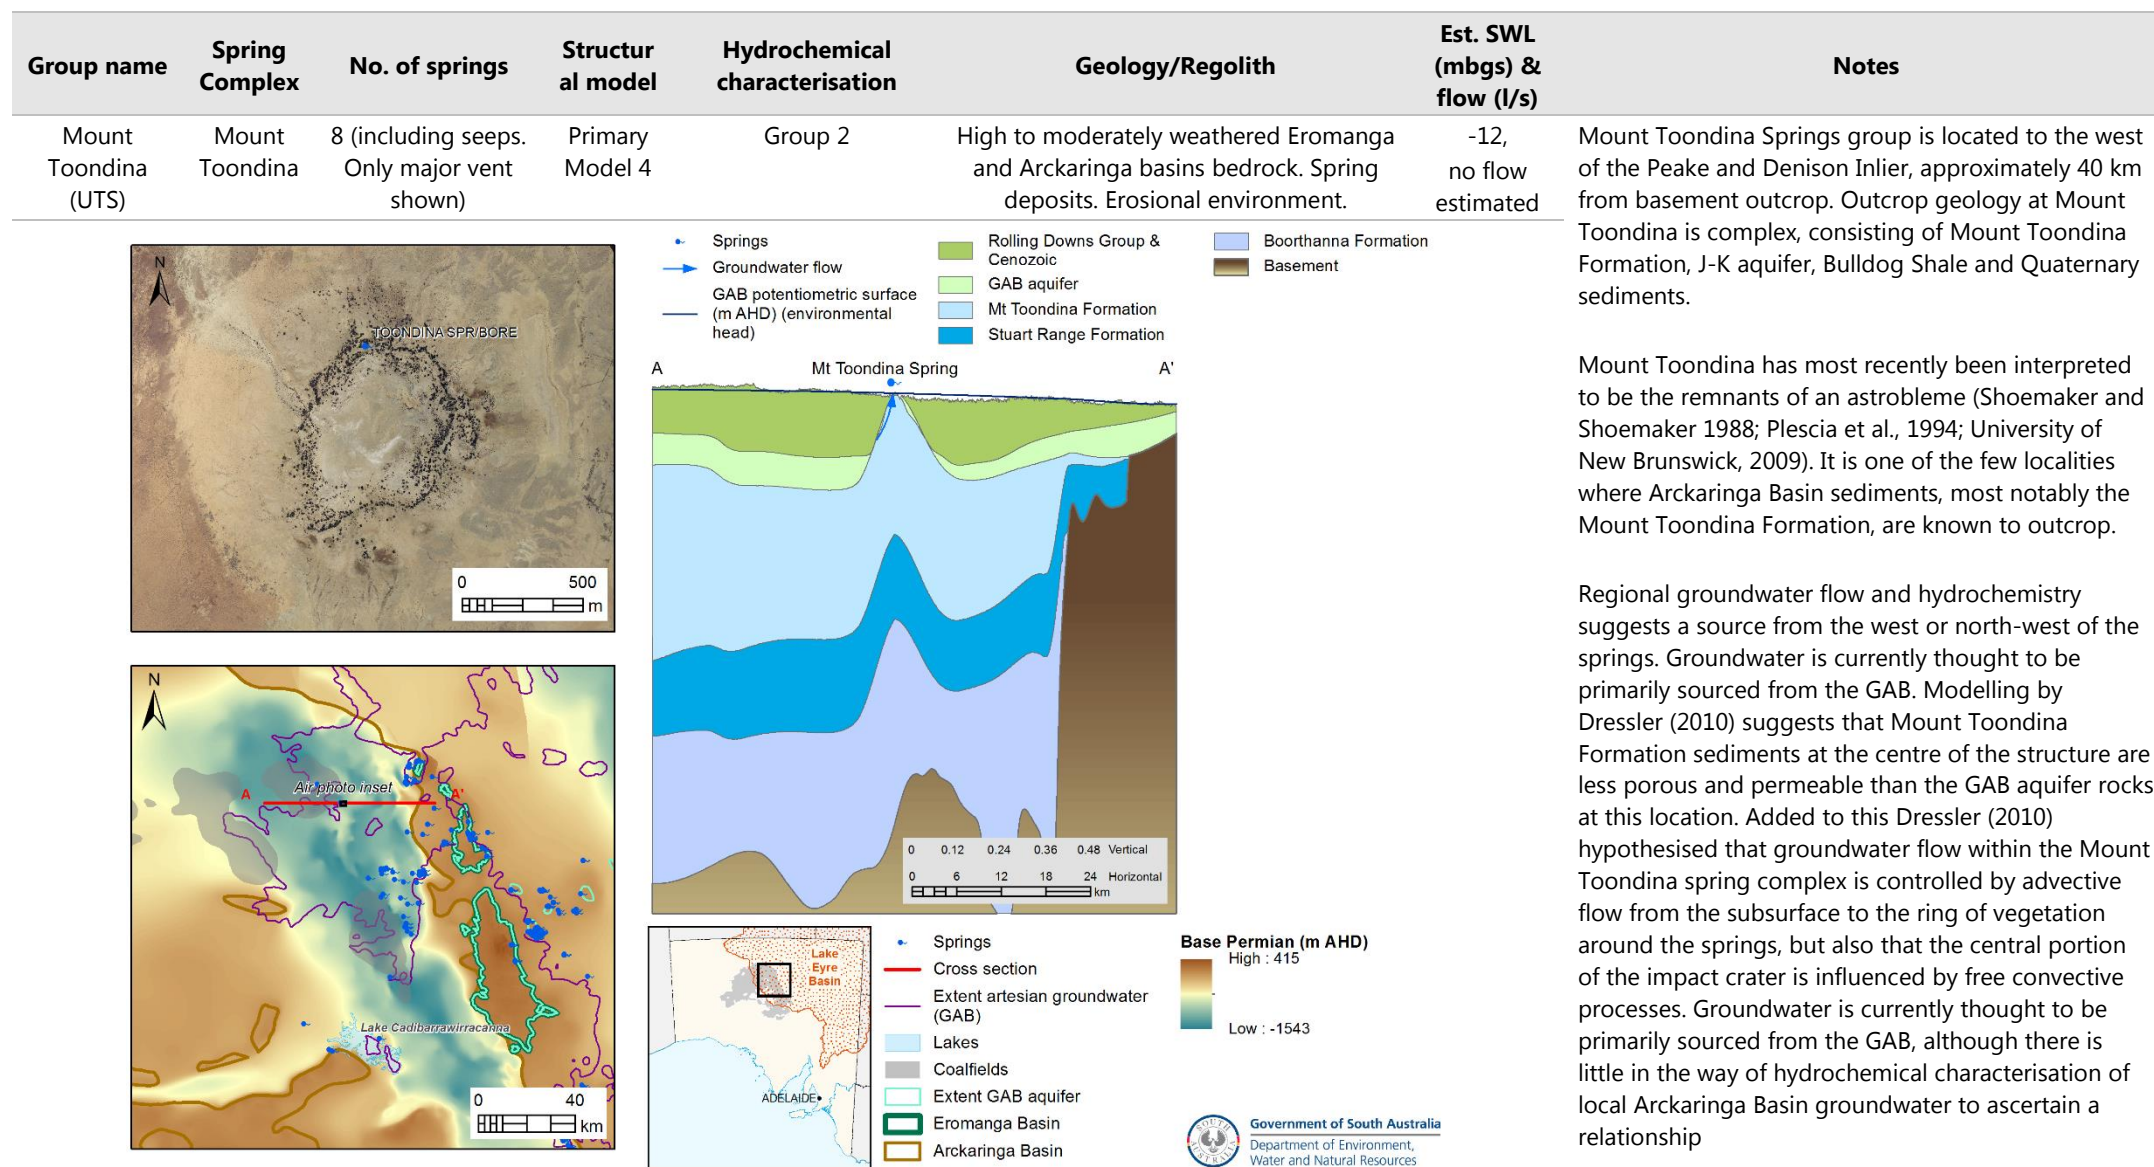 Group name
Spring
Complex
No. of springs
Structur
al model
Hydrochemical
characterisation
Geology/Regolith
Est. SWL
(mbgs) &
flow (l/s)
Notes
Mount
Toondina
(UTS)
Mount
Toondina
8 (including seeps.
Only major vent
shown)
Primary
Model 4
Group 2
High to moderately weathered Eromanga
and Arckaringa basins bedrock. Spring
deposits. Erosional environment.
-12,
no flow
estimated
Mount Toondina Springs group is located to the west
of the Peake and Denison Inlier, approximately 40 km
from basement outcrop. Outcrop geology at Mount
Toondina is complex, consisting of Mount Toondina
Formation, J-K aquifer, Bulldog Shale and Quaternary
sediments.
Mount Toondina has most recently been interpreted
to be the remnants of an astrobleme (Shoemaker and
Shoemaker 1988; Plescia et al., 1994; University of
New Brunswick, 2009). It is one of the few localities
where Arckaringa Basin sediments, most notably the
Mount Toondina Formation, are known to outcrop.
Regional groundwater flow and hydrochemistry
suggests a source from the west or north-west of the
springs. Groundwater is currently thought to be
primarily sourced from the GAB. Modelling by
Dressler (2010) suggests that Mount Toondina
Formation sediments at the centre of the structure are
less porous and permeable than the GAB aquifer rocks
at this location. Added to this Dressler (2010)
hypothesised that groundwater flow within the Mount
Toondina spring complex is controlled by advective
flow from the subsurface to the ring of vegetation
around the springs, but also that the central portion
of the impact crater is influenced by free convective
processes. Groundwater is currently thought to be
primarily sourced from the GAB, although there is
little in the way of hydrochemical characterisation of
local Arckaringa Basin groundwater to ascertain a
relationship
N
TOONDINA SPR/BORE
0 500
m
Springs
Groundwater flow
GAB potentiometric surface
(m AHD) (environmental
head)
Rolling Downs Group &
Cenozoic
GAB aquifer
Mt Toondina Formation
Stuart Range Formation
Boorthanna Formation
Basement
A Mt Toondina Spring A'
0 0.12 0.24 0.36 0.48 Vertical
0 6 12 18 24 Horizontal
km
N
Air photo inset
A A'
Lake Cadibarrawirracanna
0 40
km
Lake
Eyre
Basin
ADELAIDE
Springs
Cross section
Extent artesian groundwater
(GAB)
Lakes
Coalfields
Extent GAB aquifer
Eromanga Basin
Arckaringa Basin
Base Permian (m AHD)
High : 415
Low : -1543
SOUTH
AUSTRALIA
Government of South Australia
Department of Environment,
Water and Natural Resources